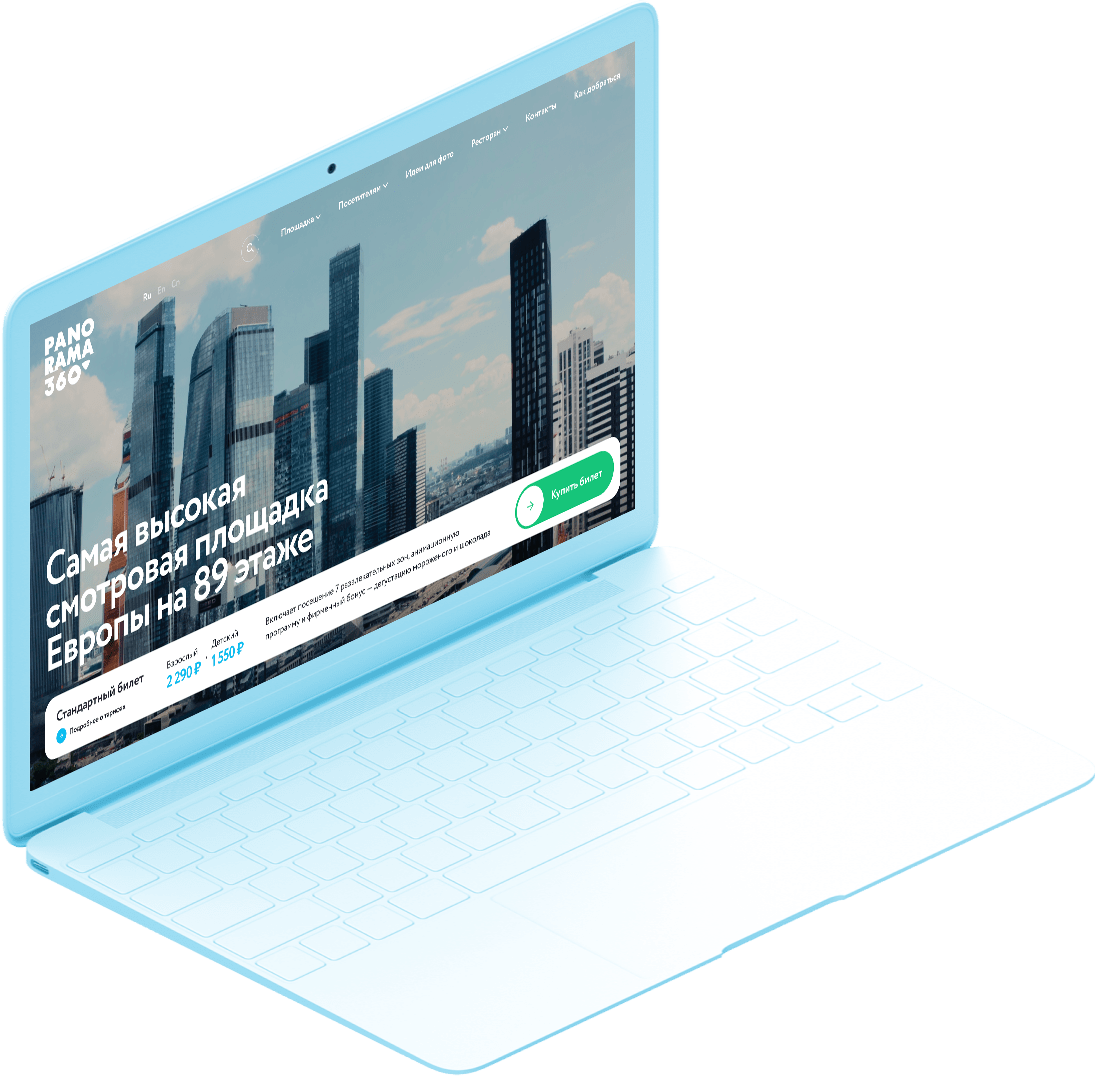 PANO
RAMA
360
Ru En Cn
Площадка
Посетителям
Идеи для фото
Ресторан
Контакты
Как добраться
Самая высокая
смотровая площадка
Европы на 89 этаже
Стандартный билет
Подробнее о тарифах
Взрослый
2 290 ₽
Детский
1 550 ₽
Включает посещение 7 развлекательных зон, анимационную
программу и фирменный бонус — дегустацию мороженого и шоколада
Купить билет